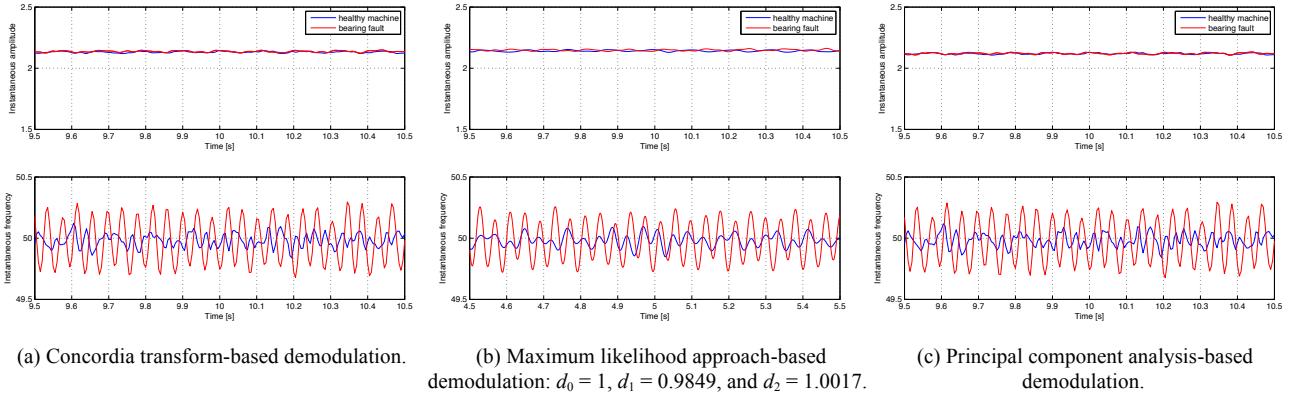 2.5
2
1.5
Instantaneous amplitude
healthy machine
bearing fault
9.5 9.6 9.7 9.8 9.9 10 10.1 10.2 10.3 10.4 10.5
Time [s]
50.5
50
49.5
Instantaneous frequency
9.5 9.6 9.7 9.8 9.9 10 10.1 10.2 10.3 10.4 10.5
Time [s]
(a) Concordia transform-based demodulation.
2.5
2
1.5
Instantaneous amplitude
healthy machine
bearing fault
9.5 9.6 9.7 9.8 9.9 10 10.1 10.2 10.3 10.4 10.5
Time [s]
50.5
50
49.5
Instantaneous frequency
4.5 4.6 4.7 4.8 4.9 5 5.1 5.2 5.3 5.4 5.5
Time [s]
(b) Maximum likelihood approach-based
demodulation: d0 = 1, d1 = 0.9849, and d2 = 1.0017.
2.5
2
1.5
Instantaneous amplitude
healthy machine
bearing fault
9.5 9.6 9.7 9.8 9.9 10 10.1 10.2 10.3 10.4 10.5
Time [s]
50.5
50
49.5
Instantaneous frequency
9.5 9.6 9.7 9.8 9.9 10 10.1 10.2 10.3 10.4 10.5
Time [s]
(c) Principal component analysis-based
demodulation.